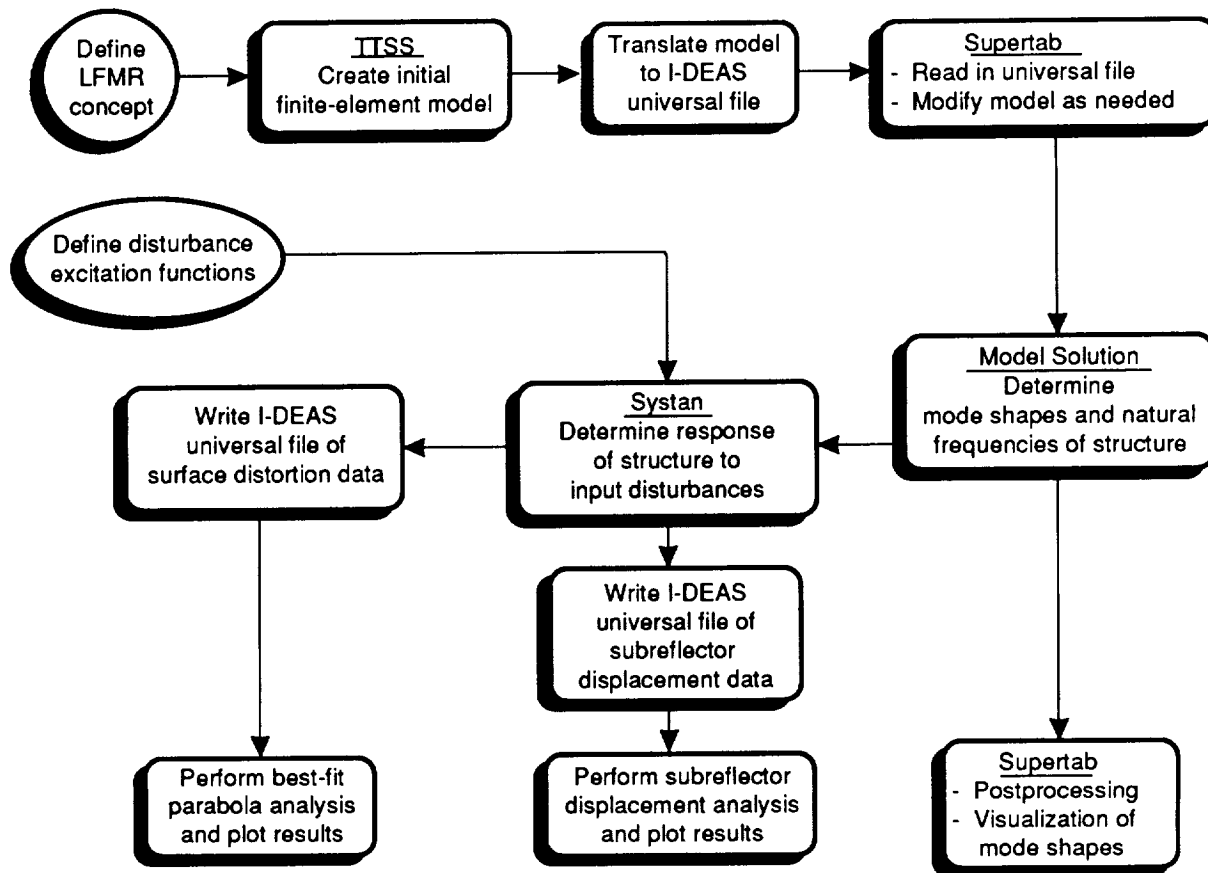 Define
LFMR
concept
TTSS
Create initial
finite-element model
Translate model
to I-DEAS
universal file
Supertab
- Read in universal file
- Modify model as needed
Define disturbance
excitation functions
Write I-DEAS
universal file of
surface distortion data
Systan
Determine response
of structure to
input disturbances
Model Solution
Determine
mode shapes and natural
frequencies of structure
Write I-DEAS
universal file of
subreflector
displacement data
Perform best-fit
parabola analysis
and plot results
Perform subreflector
displacement analysis
and plot results
Supertab
- Postprocessing
- Visualization of
mode shapes